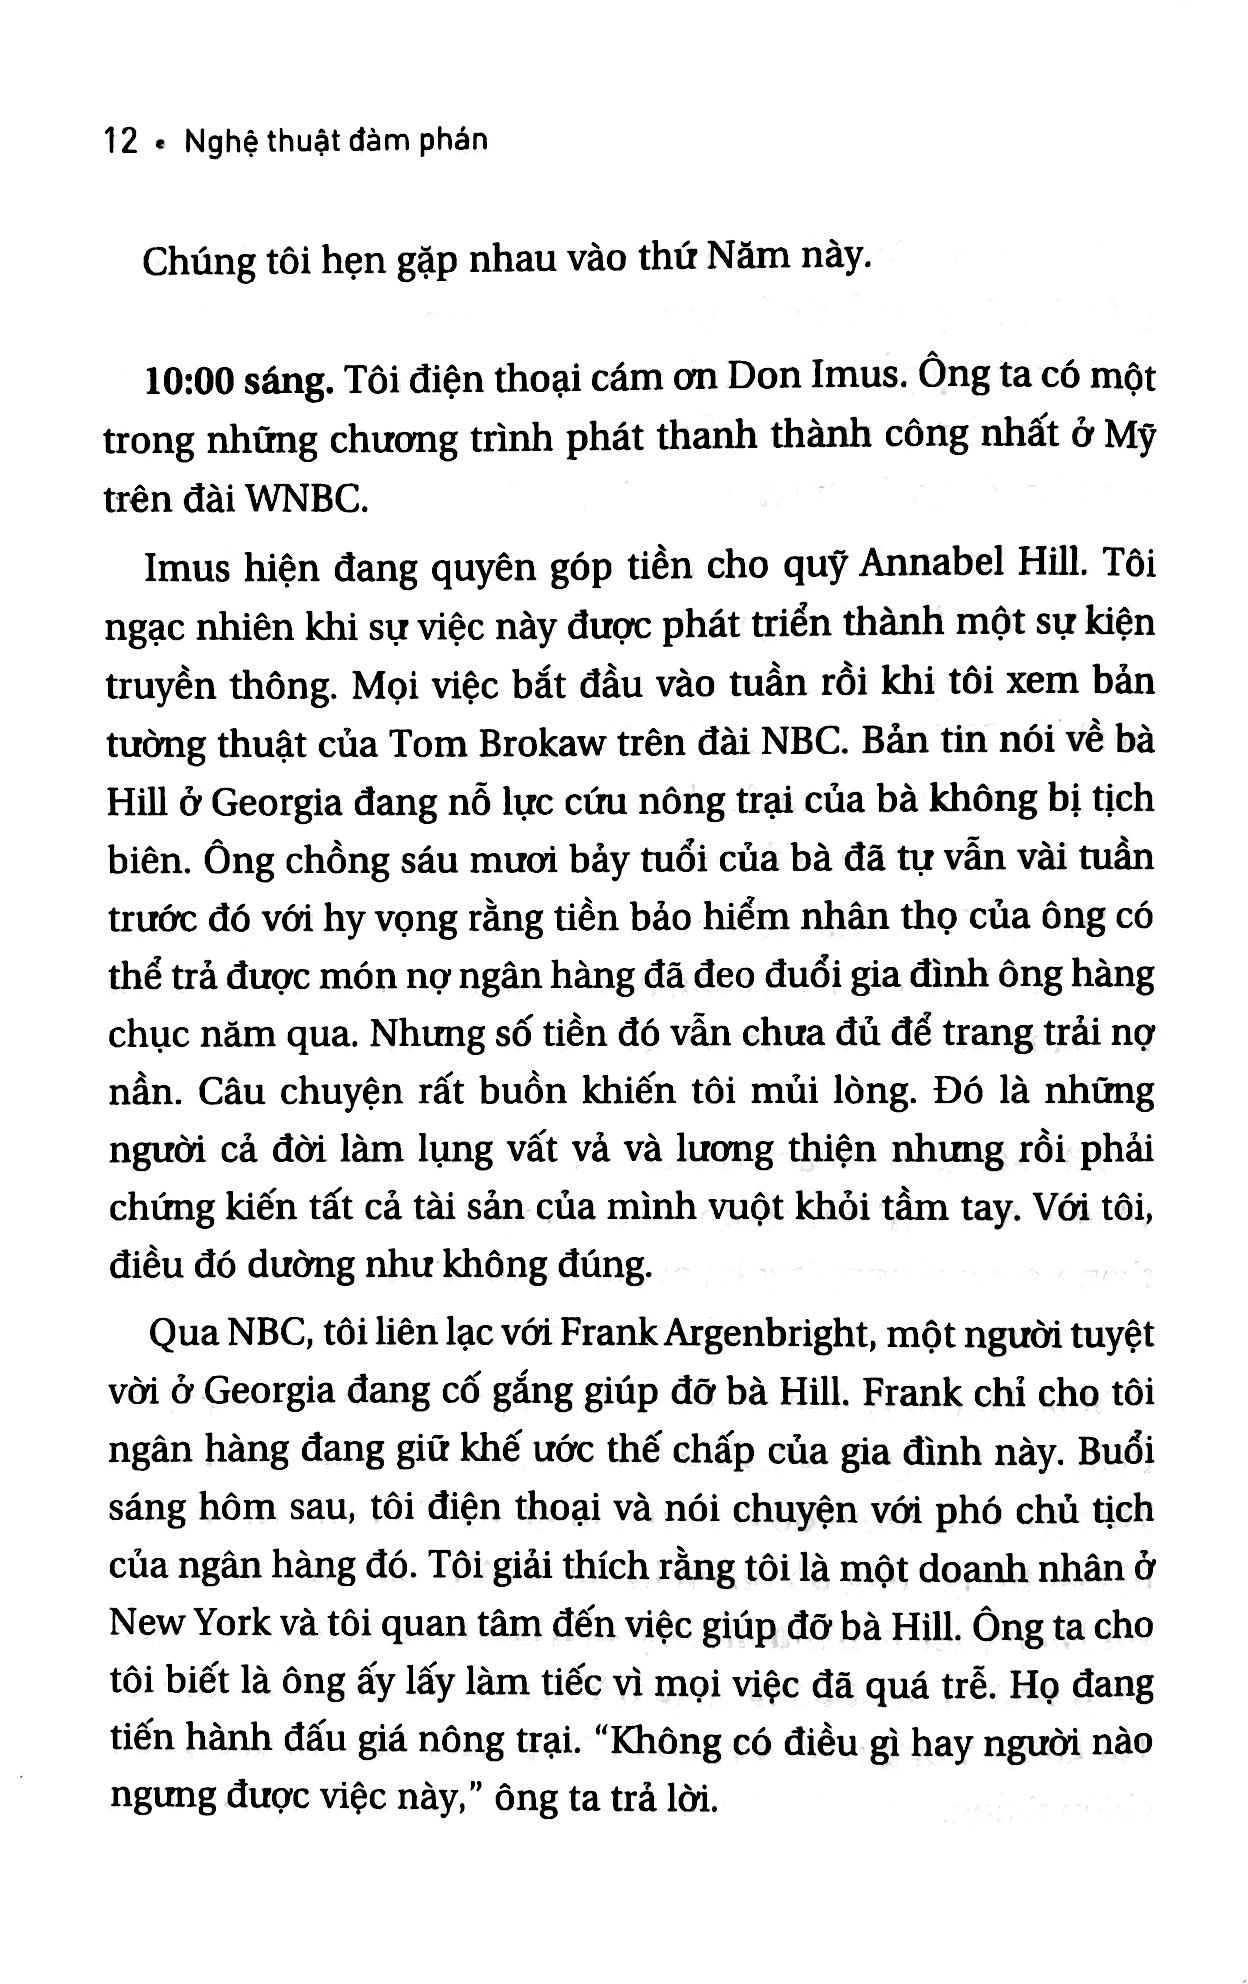 12 • Nghệ thuật đàm phán
Chúng tôi hẹn gặp nhau vào thứ Năm này.
10:00 sáng. Tôi điện thoại cám ơn Don Imus. Ông ta có một
trong những chương trình phát thanh thành công nhất ở Mỹ
trên đài WNBC.
Imus hiện đang quyên góp tiền cho quỹ Annabel Hill. Tôi
ngạc nhiên khi sự việc này được phát triển thành một sự kiện
truyền thông. Mọi việc bắt đầu vào tuần rồi khi tôi xem bản
tường thuật của Tom Brokaw trên đài NBC. Bản tin nói về bà
Hill ở Georgia đang nỗ lực cứu nông trại của bà không bị tịch
biên. Ông chồng sáu mươi bảy tuổi của bà đã tự vẫn vài tuần
trước đó với hy vọng rằng tiền bảo hiểm nhân thọ của ông có
thể trả được món nợ ngân hàng đã đeo đuổi gia đình ông hàng
chục năm qua. Nhưng số tiền đó vẫn chưa đủ để trang trải nợ
nần. Câu chuyện rất buồn khiến tôi mủi lòng. Đó là những
người cả đời làm lụng vất vả và lương thiện nhưng rồi phải
chứng kiến tất cả tài sản của mình vuột khỏi tầm tay. Với tôi,
điều đó dường như không đúng.
Qua NBC, tôi liên lạc với Frank Argenbright, một người tuyệt
vời ở Georgia đang cố gắng giúp đỡ bà Hill. Frank chỉ cho tôi
ngân hàng đang giữ khế ước thế chấp của gia đình này. Buổi
sáng hôm sau, tôi điện thoại và nói chuyện với phó chủ tịch
của ngân hàng đó. Tôi giải thích rằng tôi là một doanh nhân ở
New York và tôi quan tâm đến việc giúp đỡ bà Hill. Ông ta cho
tôi biết là ông ấy lấy làm tiếc vì mọi việc đã quá trễ. Họ đang
tiến hành đấu giá nông trại. “Không có điều gì hay người nào
ngưng được việc này,” ông ta trả lời.